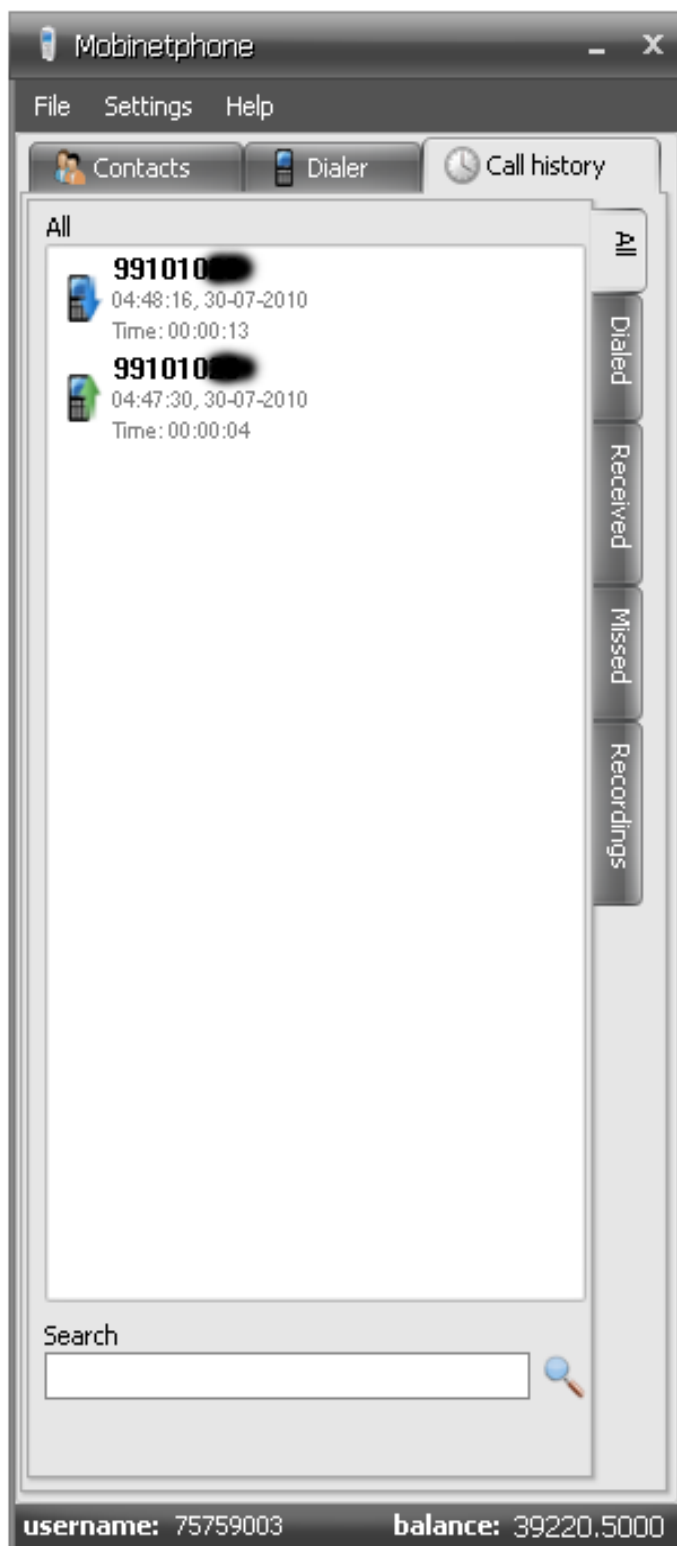 Mobinetphone
File Settings Help
Contacts Dialer Call history
All
991010
04:48:16, 30-07-2010
Time: 00:00:13
991010
04:47:30, 30-07-2010
Time: 00:00:04
All
Dialed
Received
Missed
Recordings
Search
username: 75759003 balance: 39220.5000